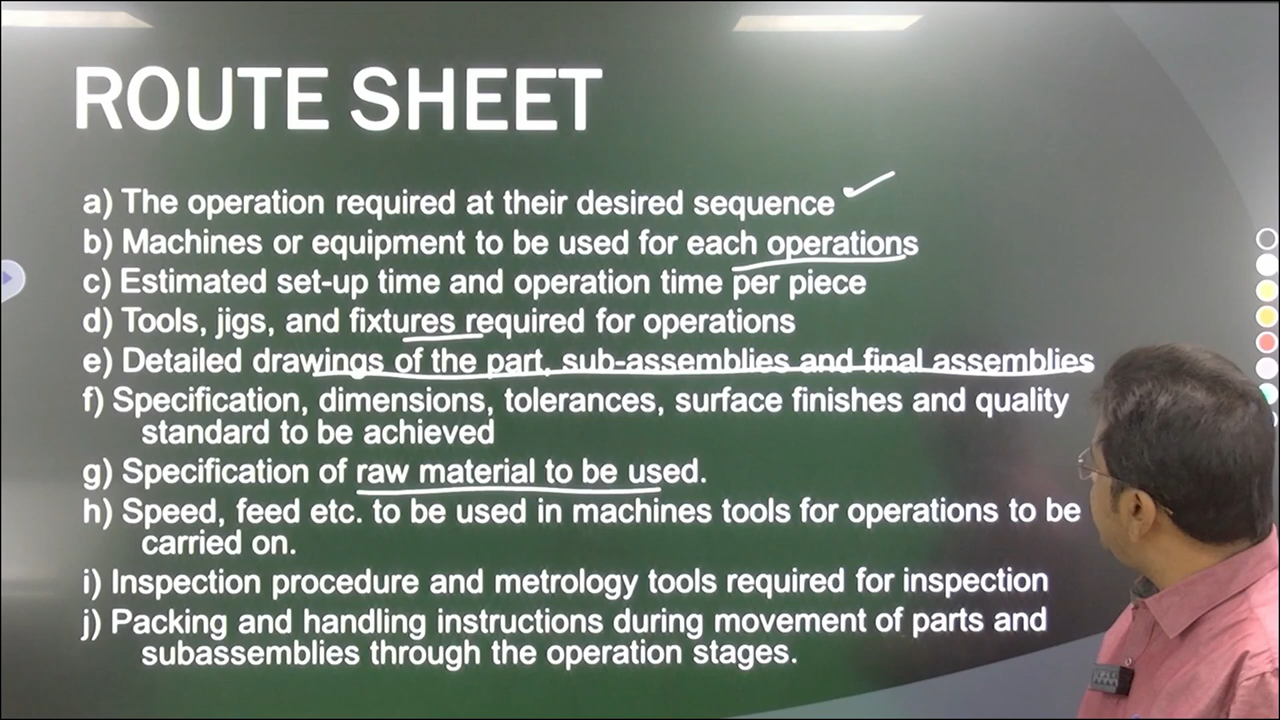 ROUTE SHEET
a) The operation required at their desired sequence
b) Machines or equipment to be used for each operations
c) Estimated set-up time and operation time per piece
d) Tools, jigs, and fixtures required for operations
e) Detailed drawings of the part, sub-assemblies and final assemblies
f) Specification, dimensions, tolerances, surface finishes and quality
standard to be achieved
g) Specification of raw material to be used.
h) Speed, feed etc. to be used in machines tools for operations to be
carried on.
i) Inspection procedure and metrology tools required for inspection
j) Packing and handling instructions during movement of parts and
subassemblies through the operation stages.